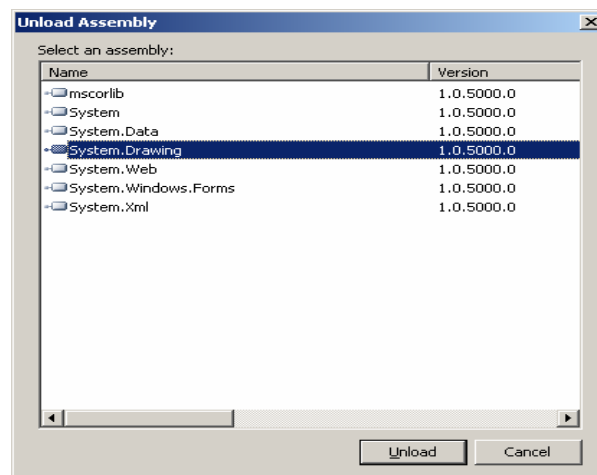 Unload Assembly
Select an assembly:
Name Version
mscorlib 1.0.5000.0
System 1.0.5000.0
System.Data 1.0.5000.0
System.Drawing 1.0.5000.0
System.Web 1.0.5000.0
System.Windows.Forms 1.0.5000.0
System.Xml 1.0.5000.0
Unload Cancel